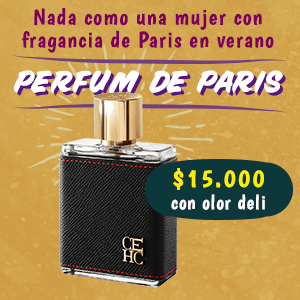 Nada como una mujer con
fragancia de Paris en verano
PERFUM DE PARIS
$15.000
con olor deli
CE
HC